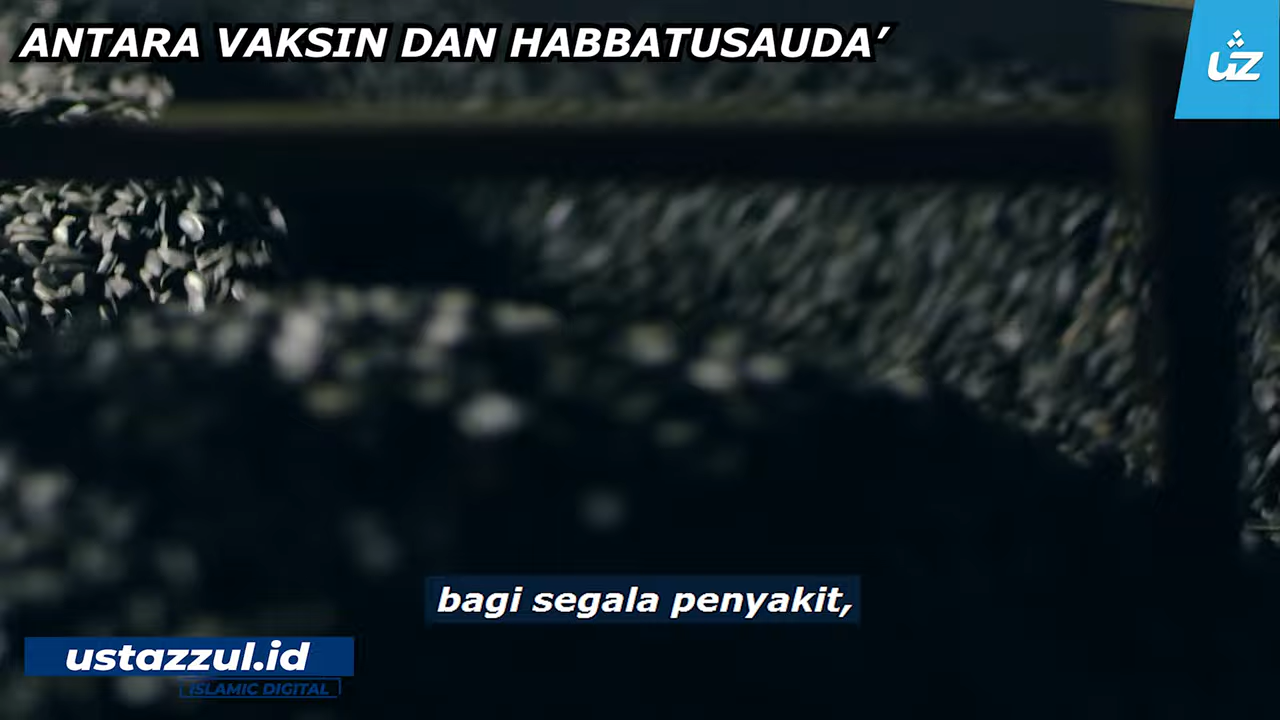 ANTARA VAKSIN DAN HABBATUSAUDA’
uz
bagi segala penyakit,
ustazzul.id
ISLAMIC DIGITAL